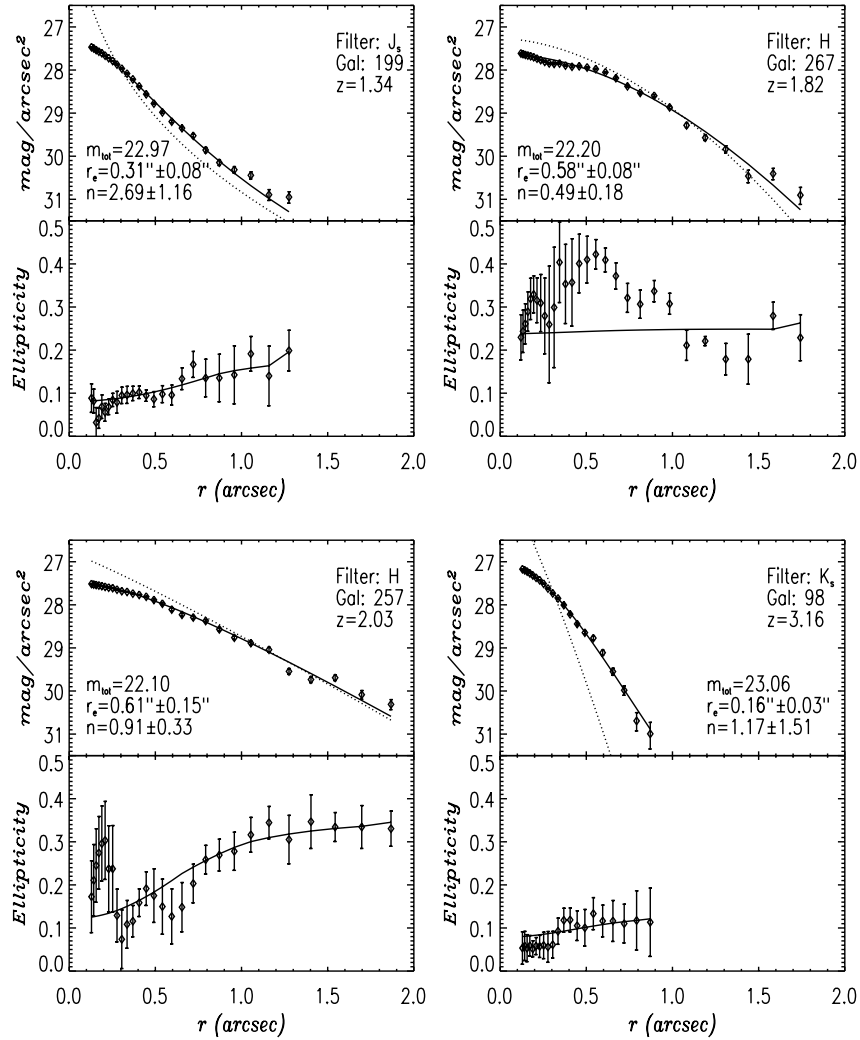 27
28
29
30
31
mag/arcsec²
Filter: Js
Gal: 199
z=1.34
mtot=22.97
re=0.31"±0.08"
n=2.69±1.16
0.5
0.4
0.3
0.2
0.1
0.0
Ellipticity
0.0 0.5 1.0 1.5 2.0
r (arcsec)
27
28
29
30
31
mag/arcsec²
Filter: H
Gal: 267
z=1.82
mtot=22.20
re=0.58"±0.08"
n=0.49±0.18
0.5
0.4
0.3
0.2
0.1
0.0
Ellipticity
0.0 0.5 1.0 1.5 2.0
r (arcsec)
27
28
29
30
31
mag/arcsec²
Filter: H
Gal: 257
z=2.03
mtot=22.10
re=0.61"±0.15"
n=0.91±0.33
0.5
0.4
0.3
0.2
0.1
0.0
Ellipticity
0.0 0.5 1.0 1.5 2.0
r (arcsec)
27
28
29
30
31
mag/arcsec²
Filter: Ks
Gal: 98
z=3.16
mtot=23.06
re=0.16"±0.03"
n=1.17±1.51
0.5
0.4
0.3
0.2
0.1
0.0
Ellipticity
0.0 0.5 1.0 1.5 2.0
r (arcsec)